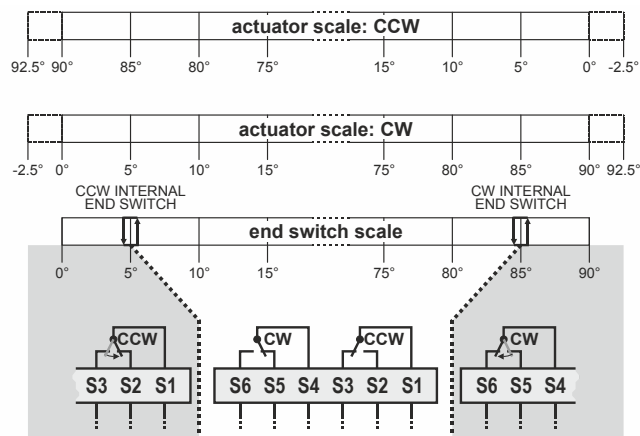 actuator scale: CCW
92.5° 90° 85° 80° 75° 15° 10° 5° 0° -2.5°
actuator scale: CW
-2.5° 0° 5° 10° 15° 75° 80° 85° 90° 92.5°
CCW INTERNAL
END SWITCH
CW INTERNAL
END SWITCH
end switch scale
0° 5° 10° 15° 75° 80° 85° 90°
CCW CW CCW CW
S3 S2 S1 S6 S5 S4 S3 S2 S1 S6 S5 S4